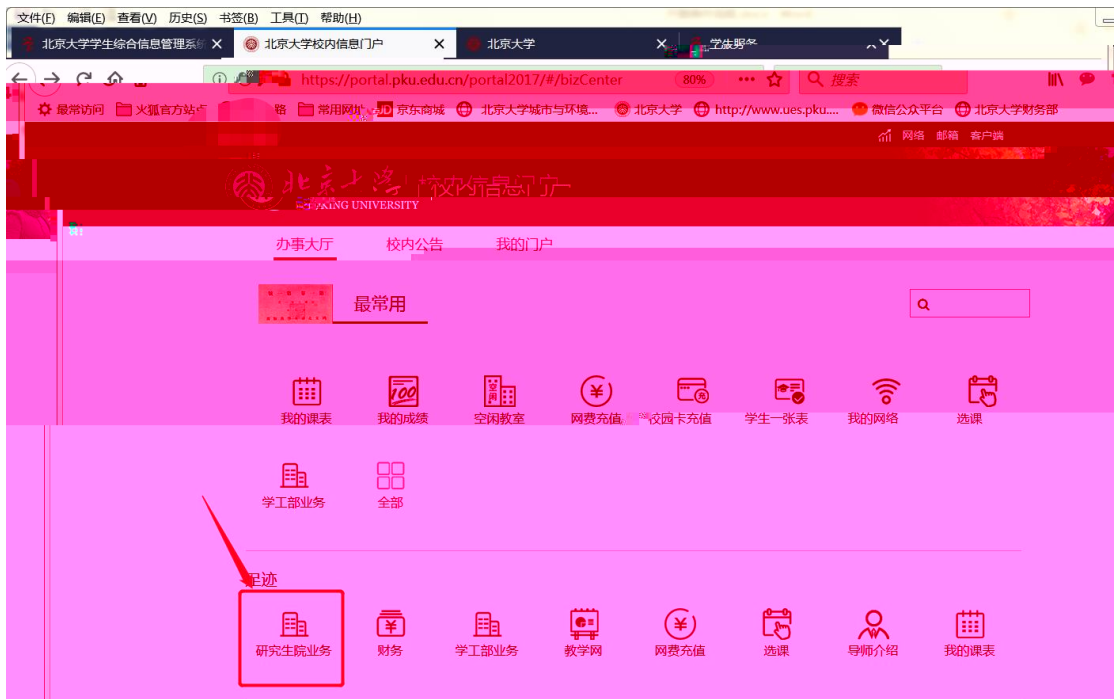 文件(F) 编辑(E) 查看(V) 历史(S) 书签(B) 工具(T) 帮助(H)
北京大学学生综合信息管理系统 北京大学校内信息门户 北京大学
https://portal.pku.edu.cn/portal2017/#/bizCenter 80% 搜索
最常访问 火狐官方站点 常用网址 JD 京东商城 北京大学城市与环境... 北京大学 http://www.ues.pku.... 微信公众平台 北京大学财务部
网络 邮箱 客户端
北京大学 校内信息门户
PEKING UNIVERSITY
办事大厅 校内公告 我的门户
最常用
100 空闲 ¥ 充
我的课表 我的成绩 空闲教室 网费充值 校园卡充值 学生一张表 我的网络 选课
学工部业务 全部
足迹
¥ ¥
研究生院业务 财务 学工部业务 教学网 网费充值 选课 导师介绍 我的课表